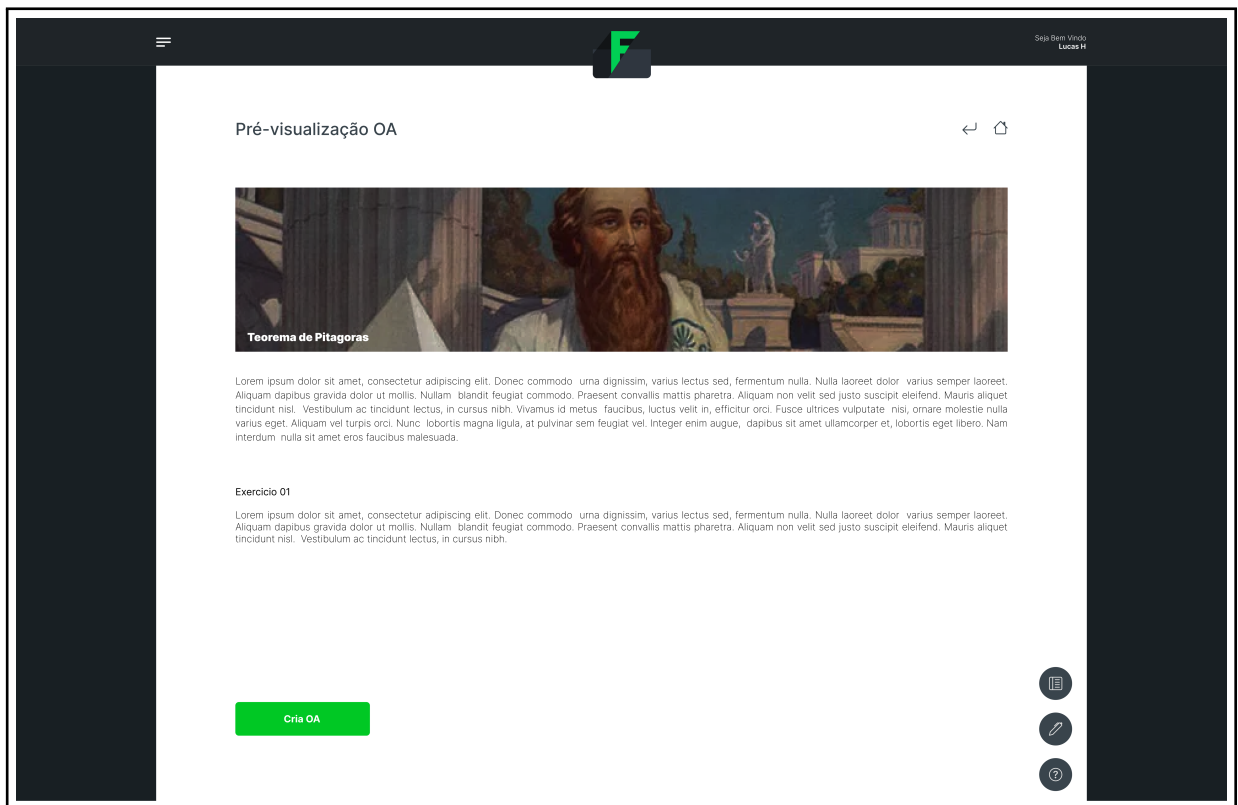 Seja Bem Vindo
Lucas H
Pré-visualização OA
Teorema de Pitagoras
Lorem ipsum dolor sit amet, consectetur adipiscing elit. Donec commodo urna dignissim, varius lectus sed, fermentum nulla. Nulla laoreet dolor varius semper laoreet.
Aliquam dapibus gravida dolor ut mollis. Nullam blandit feugiat commodo. Praesent convallis mattis pharetra. Aliquam non velit sed justo suscipit eleifend. Mauris aliquet
tincidunt nisl. Vestibulum ac tincidunt lectus, in cursus nibh. Vivamus id metus faucibus, luctus velit in, efficitur orci. Fusce ultrices vulputate nisi, ornare molestie nulla
varius eget. Aliquam vel turpis orci. Nunc lobortis magna ligula, at pulvinar sem feugiat vel. Integer enim augue, dapibus sit amet ullamcorper et, lobortis eget libero. Nam
interdum nulla sit amet eros faucibus malesuada.
Exercicio 01
Lorem ipsum dolor sit amet, consectetur adipiscing elit. Donec commodo urna dignissim, varius lectus sed, fermentum nulla. Nulla laoreet dolor varius semper laoreet.
Aliquam dapibus gravida dolor ut mollis. Nullam blandit feugiat commodo. Praesent convallis mattis pharetra. Aliquam non velit sed justo suscipit eleifend. Mauris aliquet
tincidunt nisl. Vestibulum ac tincidunt lectus, in cursus nibh.
Cria OA